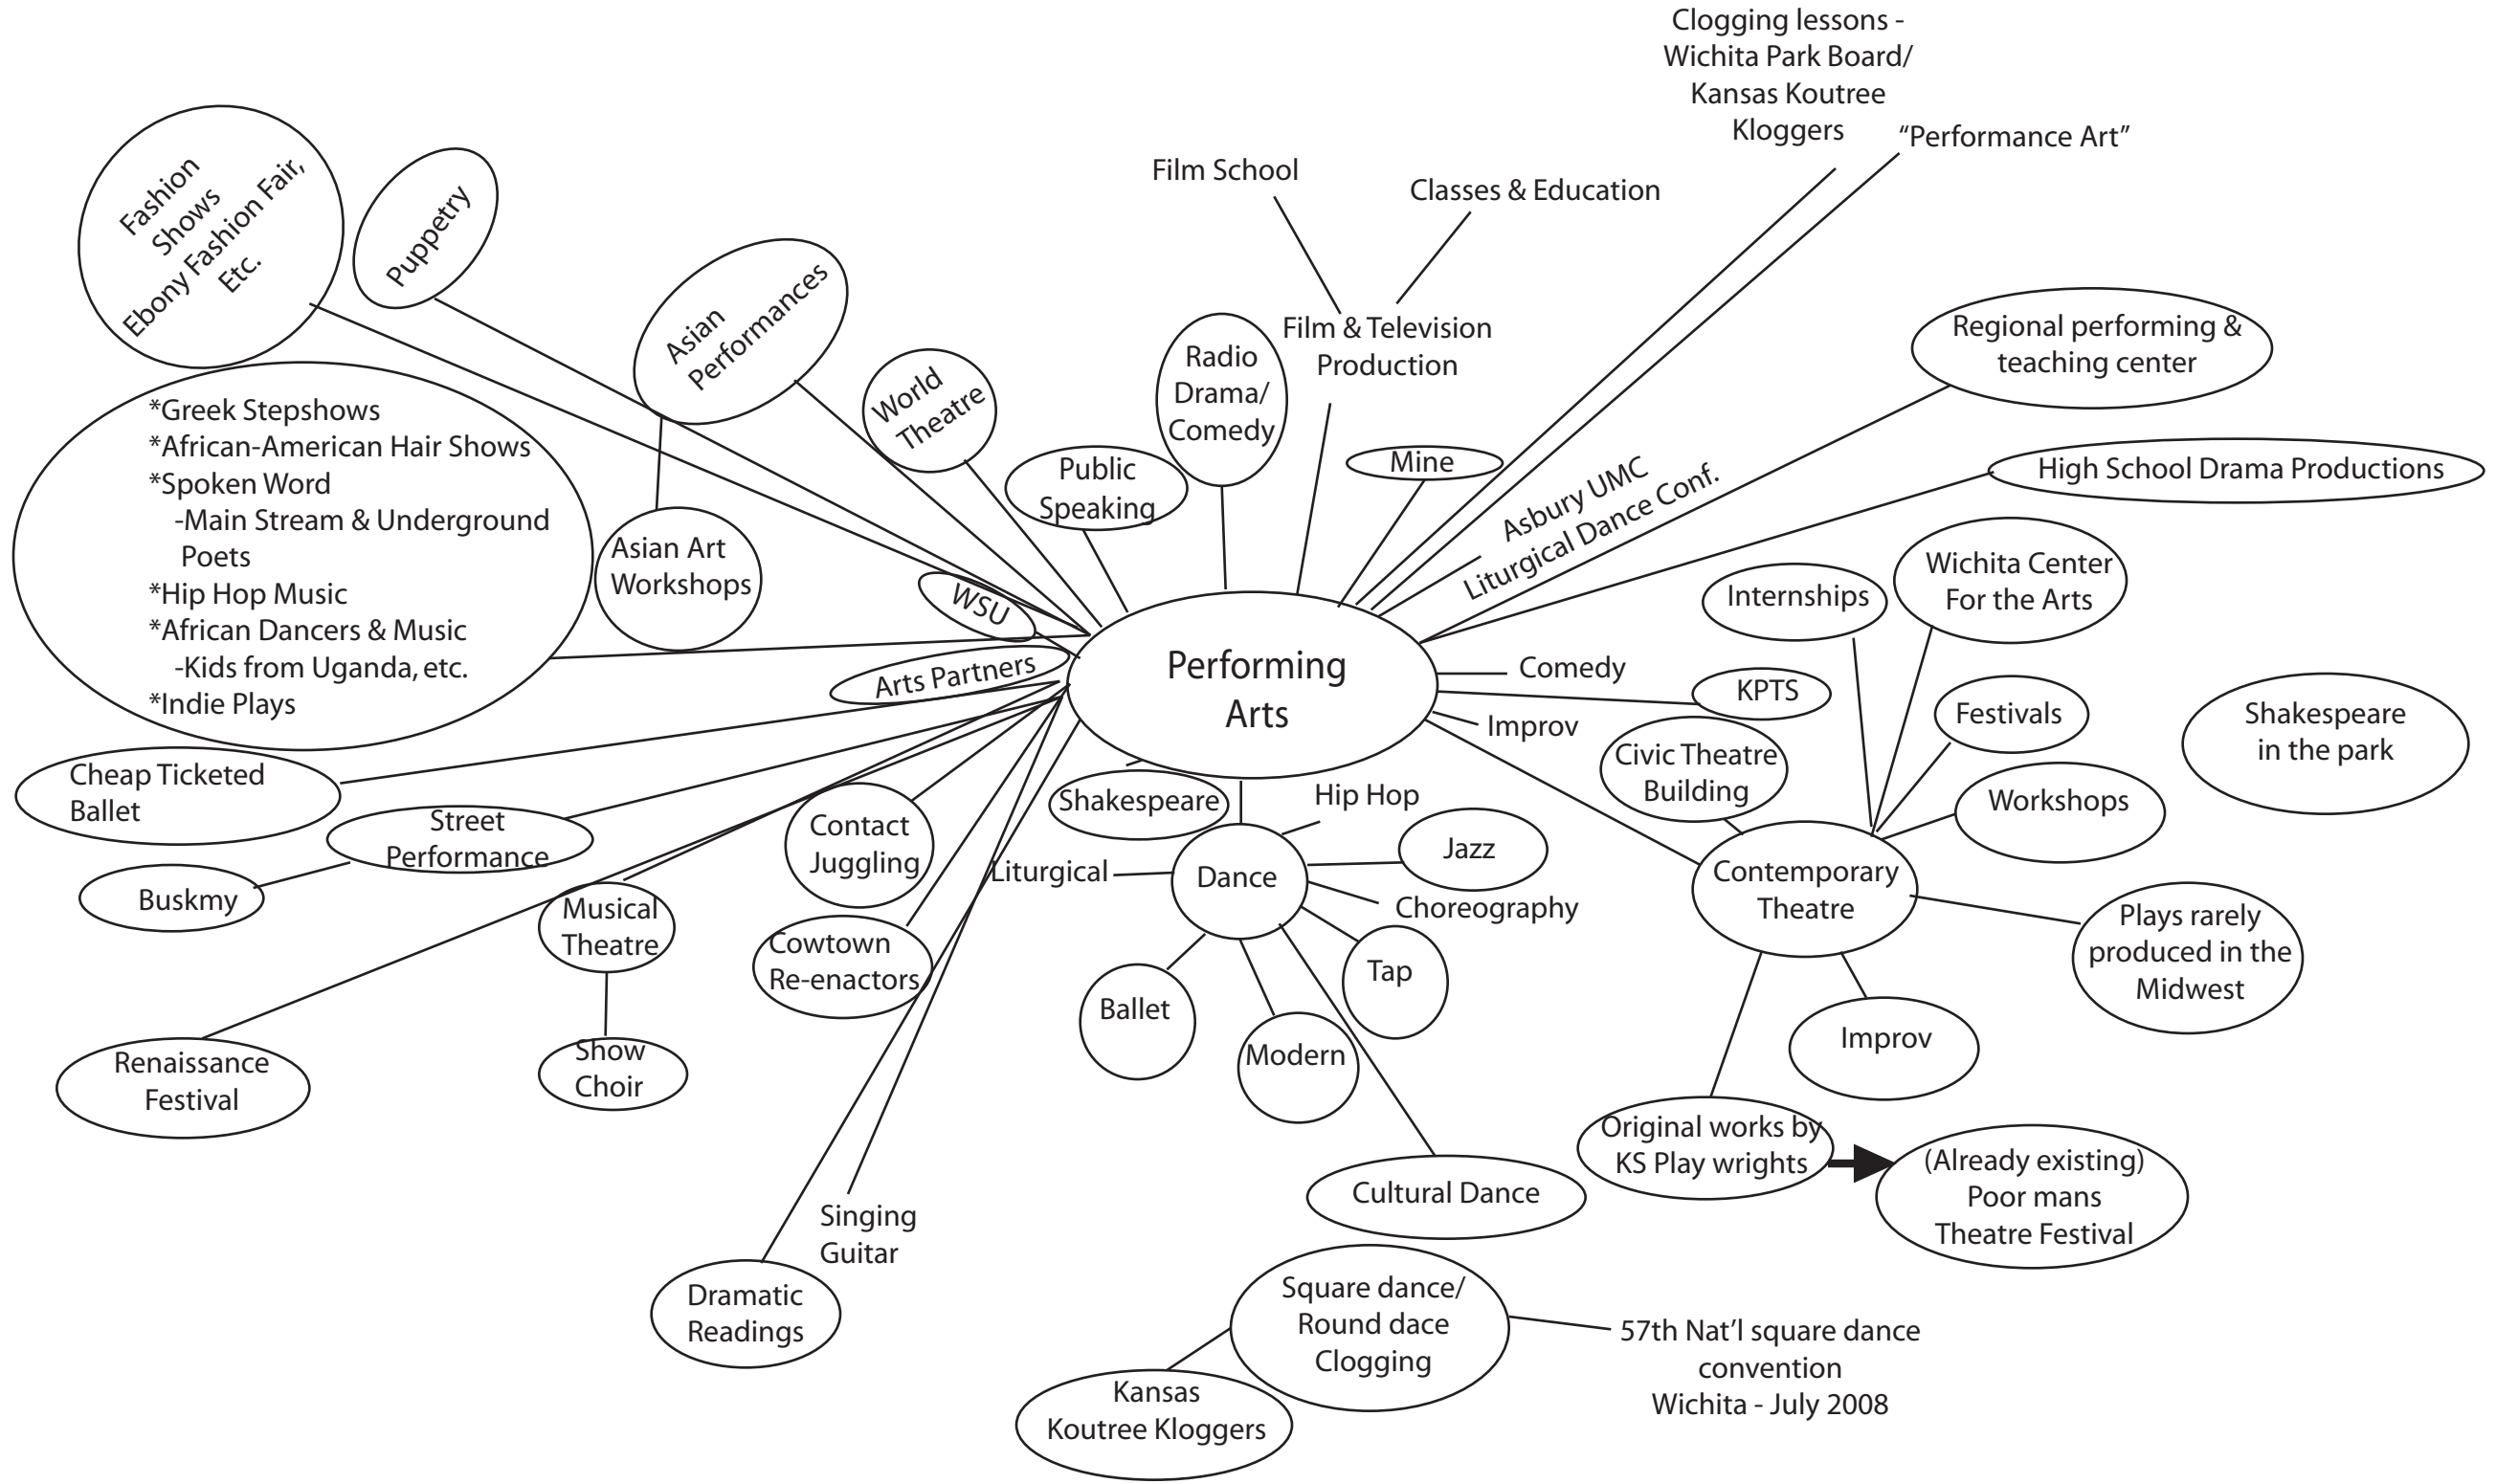 Clogging lessons -
Wichita Park Board/
Kansas Koutree
Kloggers
“Performance Art”
Film School
Classes & Education
Fashion
Shows
Ebony Fashion Fair,
Etc.
Puppetry
Asian
Performances
World
Theatre
Radio
Drama/
Comedy
Film & Television
Production
Regional performing &
teaching center
*Greek Stepshows
*African-American Hair Shows
*Spoken Word
-Main Stream & Underground
Poets
*Hip Hop Music
*African Dancers & Music
-Kids from Uganda, etc.
*Indie Plays
Public
Speaking
Mine
Asbury UMC
Liturgical Dance Conf.
High School Drama Productions
Asian Art
Workshops
WSU
Arts Partners
Internships
Wichita Center
For the Arts
Performing
Arts
Comedy
KPTS
Improv
Festivals
Shakespeare
in the park
Civic Theatre
Building
Workshops
Cheap Ticketed
Ballet
Street
Performance
Buskmy
Contact
Juggling
Shakespeare
Hip Hop
Jazz
Liturgical
Dance
Choreography
Contemporary
Theatre
Musical
Theatre
Cowtown
Re-enactors
Tap
Ballet
Modern
Plays rarely
produced in the
Midwest
Improv
Renaissance
Festival
Show
Choir
Original works by
KS Play wrights
(Already existing)
Poor mans
Theatre Festival
Cultural Dance
Singing
Guitar
Dramatic
Readings
Square dance/
Round dace
Clogging
57th Nat’l square dance
convention
Wichita - July 2008
Kansas
Koutree Kloggers